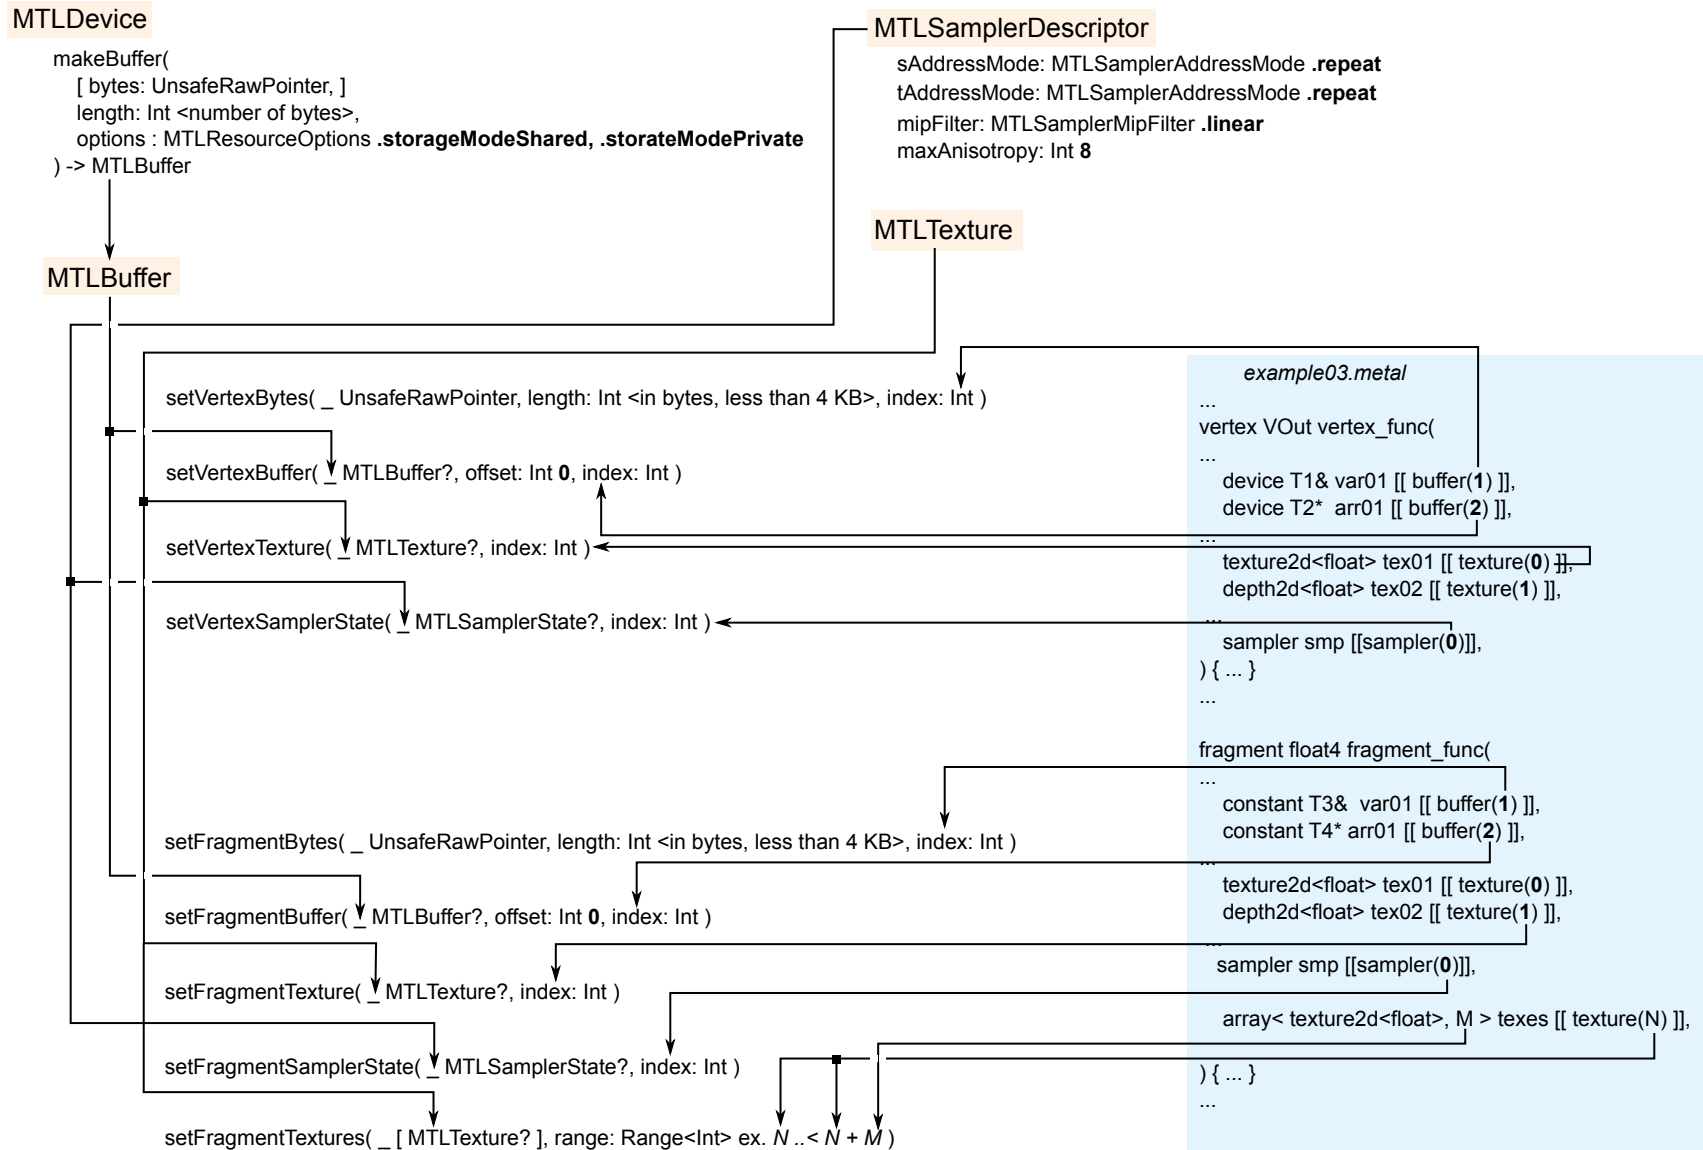 MTLDevice
makeBuffer(
[ bytes: UnsafeRawPointer, ]
length: Int <number of bytes>,
options : MTLResourceOptions .storageModeShared, .storateModePrivate
) -> MTLBuffer
MTLSamplerDescriptor
sAddressMode: MTLSamplerAddressMode .repeat
tAddressMode: MTLSamplerAddressMode .repeat
mipFilter: MTLSamplerMipFilter .linear
maxAnisotropy: Int 8
MTLTexture
MTLBuffer
setVertexBytes( _ UnsafeRawPointer, length: Int <in bytes, less than 4 KB>, index: Int )
setVertexBuffer( _ MTLBuffer?, offset: Int 0, index: Int )
setVertexTexture( _ MTLTexture?, index: Int )
setVertexSamplerState( _ MTLSamplerState?, index: Int )
setFragmentBytes( _ UnsafeRawPointer, length: Int <in bytes, less than 4 KB>, index: Int )
setFragmentBuffer( _ MTLBuffer?, offset: Int 0, index: Int )
setFragmentTexture( _ MTLTexture?, index: Int )
setFragmentSamplerState( _ MTLSamplerState?, index: Int )
setFragmentTextures( _ [ MTLTexture? ], range: Range<Int> ex. N ..< N + M )
example03.metal
...
vertex VOut vertex_func(
...
device T1& var01 [[ buffer(1) ]],
device T2* arr01 [[ buffer(2) ]],
...
texture2d<float> tex01 [[ texture(0) ]],
depth2d<float> tex02 [[ texture(1) ]],
...
sampler smp [[sampler(0)]],
) { ... }
...
fragment float4 fragment_func(
...
constant T3& var01 [[ buffer(1) ]],
constant T4* arr01 [[ buffer(2) ]],
...
texture2d<float> tex01 [[ texture(0) ]],
depth2d<float> tex02 [[ texture(1) ]],
...
sampler smp [[sampler(0)]],
array< texture2d<float>, M > texes [[ texture(N) ]],
) { ... }
...